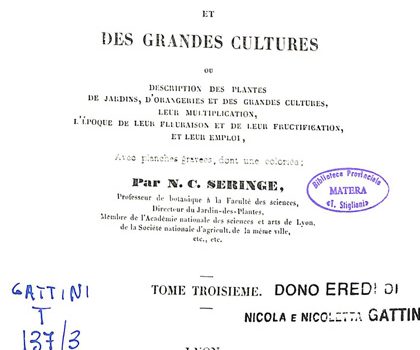 ET
DES GRANDES CULTURES
OU
DESCRIPTION DES PLANTES
DE JARDINS, D'ORANGERIES ET DES GRANDES CULTURES,
LEUR MULTIPLICATION,
L'ÉPOQUE DE LEUR FLEURAISON ET DE LEUR FRUCTIFICATION,
ET LEUR EMPLOI,
Avec planches gravées, dont une coloriée;
Par N. C. SERINGE,
Professeur de botanique à la Faculté des sciences,
Directeur du Jardin-des-Plantes,
Membre de l'Académie nationale des sciences et arts de Lyon,
de la Société nationale d'agricult. de la même ville,
etc., etc.
Biblioteca Provinciale
MATERA
«T. Stigliani»
TOME TROISIEME.
DONO EREDI DI
NICOLA E NICOLETTA GATTIN
GATTINI
T
137/3
LYON